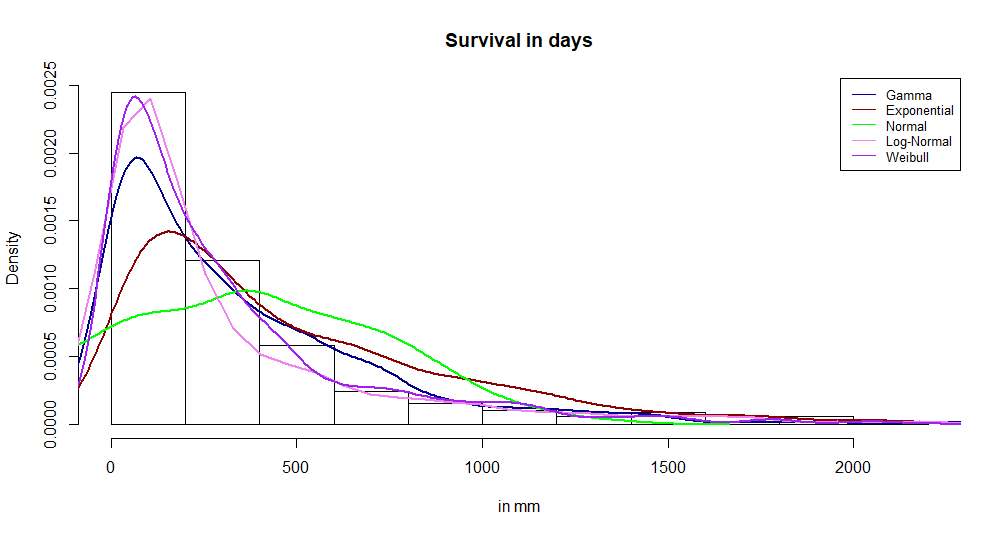 Survival in days
Gamma
Exponential
Normal
Log-Normal
Weibull
Density
0.0025
0.0020
0.0015
0.0010
0.0005
0.0000
0 500 1000 1500 2000
in mm